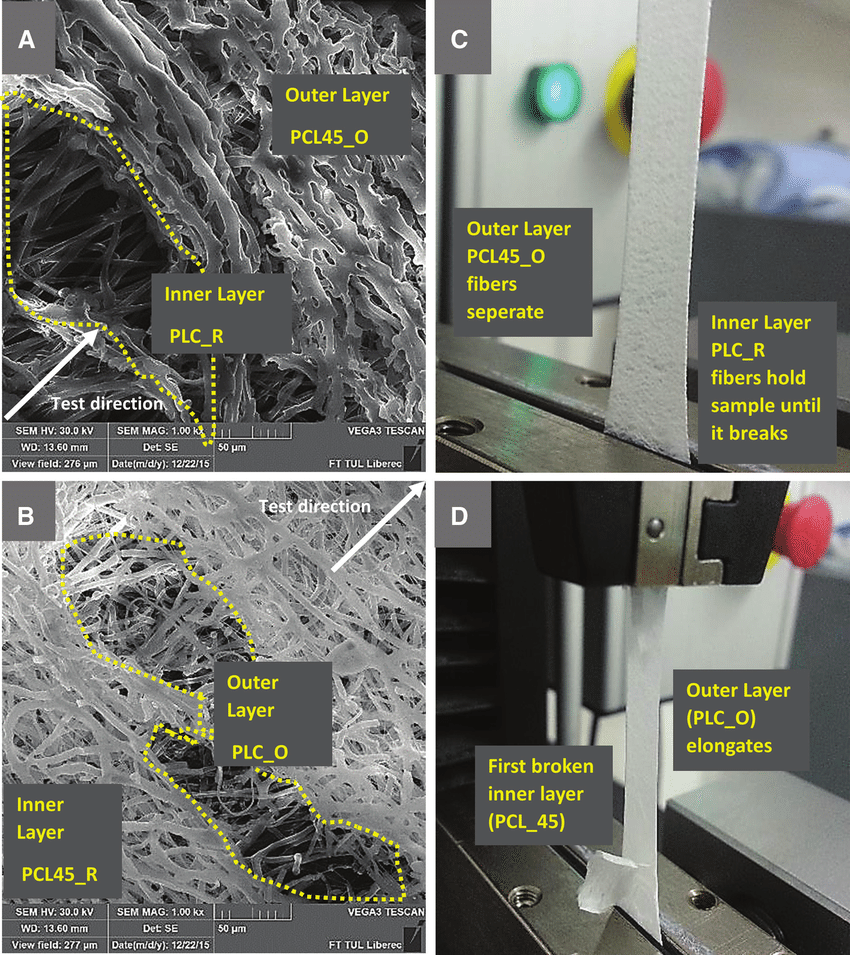 A
Outer Layer
PCL45_O
Inner Layer
PLC_R
Test direction
SEM HV: 30.0 kV
SEM MAG: 1.00 kx
VEGA3 TESCAN
WD: 13.60 mm
Det: SE
50 µm
View field: 276 µm
Date(m/d/y): 12/22/15
FT TUL Liberec
C
Outer Layer
PCL45_O
fibers
seperate
Inner Layer
PLC_R
fibers hold
sample until
it breaks
B
Test direction
Outer
Layer
PLC_O
Inner
Layer
PCL45_R
SEM HV: 30.0 kV
SEM MAG: 1.00 kx
VEGA3 TESCAN
WD: 13.60 mm
Det: SE
50 µm
View field: 277 µm
Date(m/d/y): 12/22/15
FT TUL Liberec
D
Outer Layer
(PLC_O)
elongates
First broken
inner layer
(PCL_45)